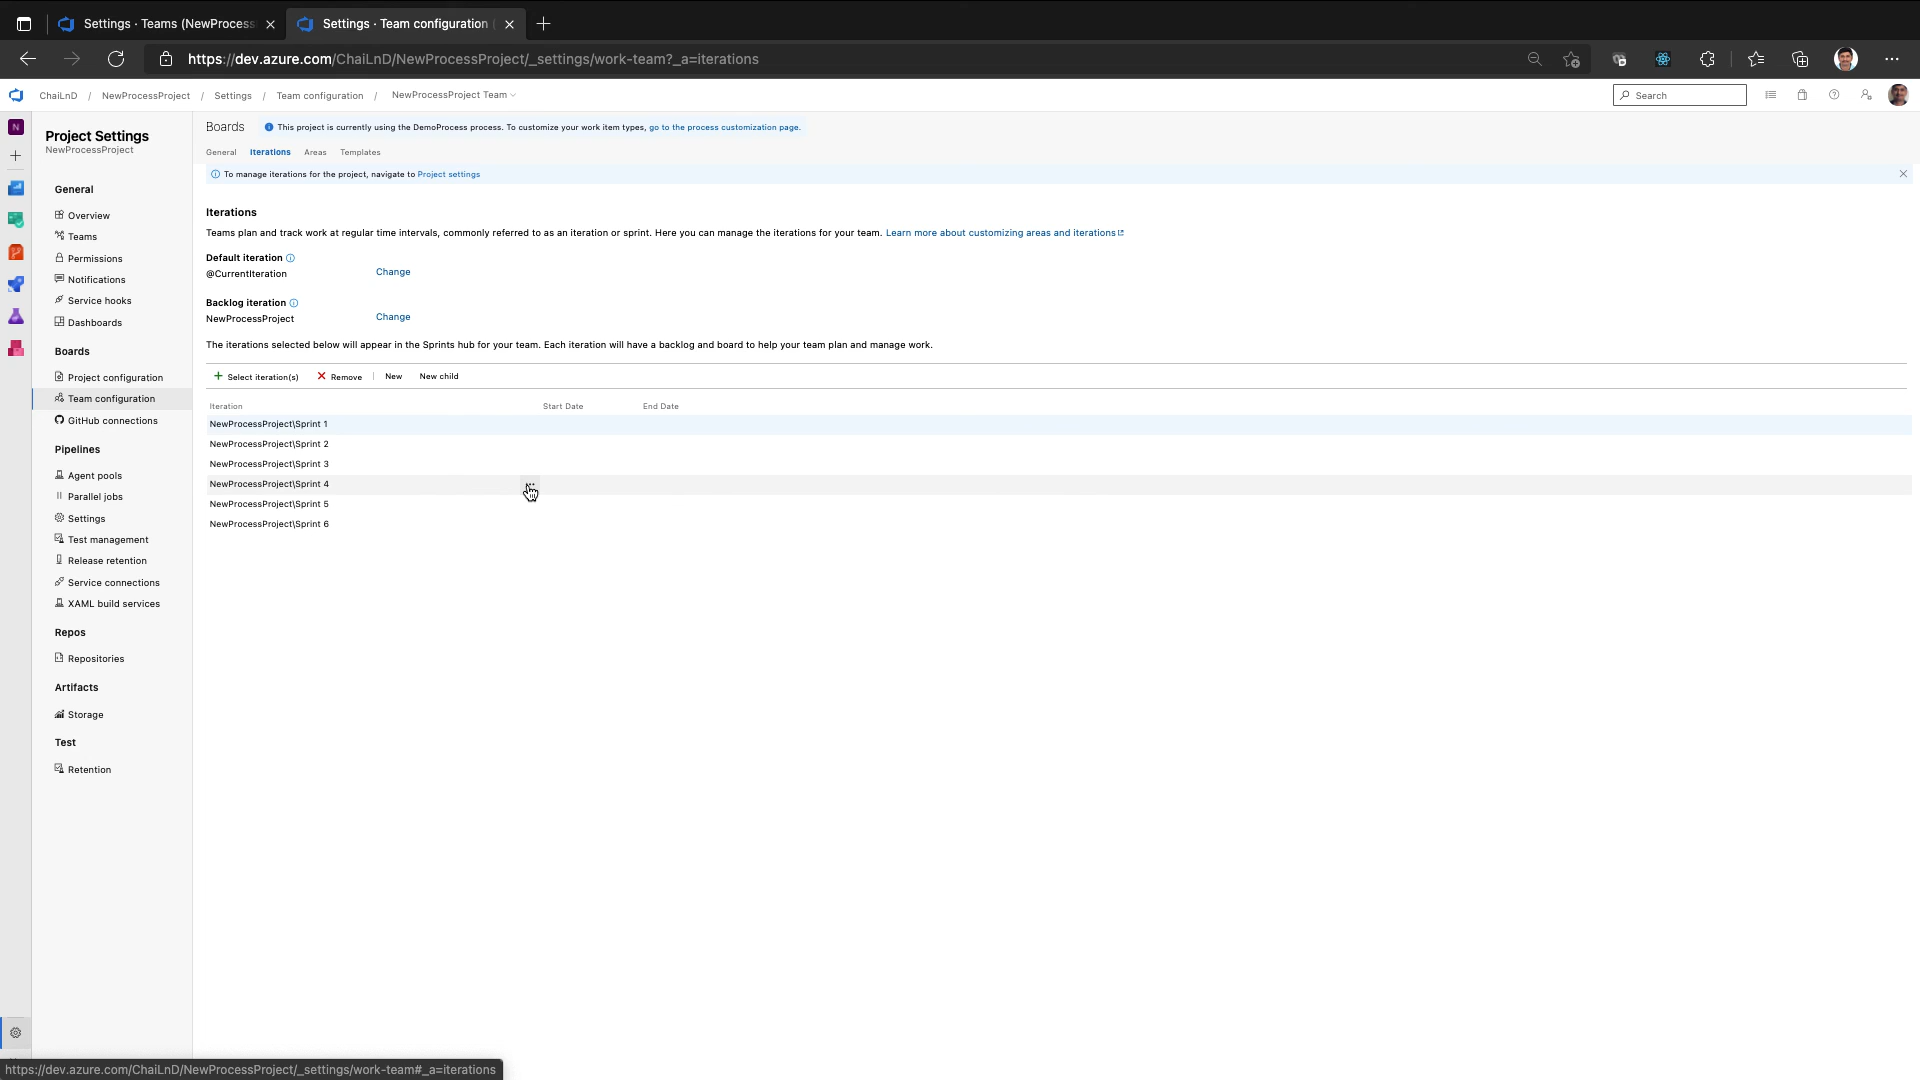 Settings · Teams (NewProcess
Settings · Team configuration (
https://dev.azure.com/ChaiLnD/NewProcessProject/_settings/work-team?_a=iterations
ChaiLnD / NewProcessProject / Settings / Team configuration / NewProcessProject Team
Search
N
Project Settings
NewProcessProject
General
Overview
Teams
Permissions
Notifications
Service hooks
Dashboards
Boards
Project configuration
Team configuration
GitHub connections
Pipelines
Agent pools
Parallel jobs
Settings
Test management
Release retention
Service connections
XAML build services
Repos
Repositories
Artifacts
Storage
Test
Retention
Boards
This project is currently using the DemoProcess process. To customize your work item types, go to the process customization page.
General Iterations Areas Templates
To manage iterations for the project, navigate to Project settings
Iterations
Teams plan and track work at regular time intervals, commonly referred to as an iteration or sprint. Here you can manage the iterations for your team. Learn more about customizing areas and iterations
Default iteration
@CurrentIteration Change
Backlog iteration
NewProcessProject Change
The iterations selected below will appear in the Sprints hub for your team. Each iteration will have a backlog and board to help your team plan and manage work.
Select iteration(s) Remove New New child
Iteration Start Date End Date
NewProcessProject\Sprint 1
NewProcessProject\Sprint 2
NewProcessProject\Sprint 3
NewProcessProject\Sprint 4
NewProcessProject\Sprint 5
NewProcessProject\Sprint 6
https://dev.azure.com/ChaiLnD/NewProcessProject/_settings/work-team#_a=iterations